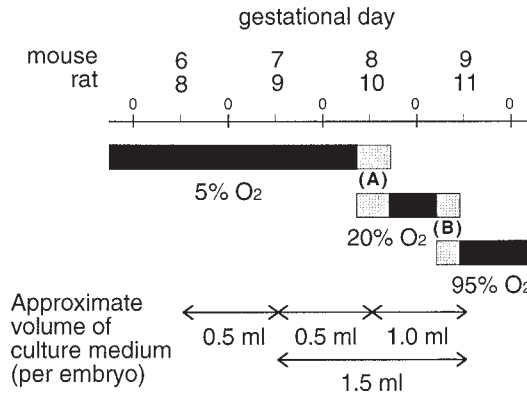 gestational day
mouse 6 7 8 9
rat 8 9 10 11
0 0 0 0 0
(A)
5% O2
(B)
20% O2
95% O2
Approximate
volume of
culture medium
(per embryo)
0.5 ml 0.5 ml 1.0 ml
1.5 ml